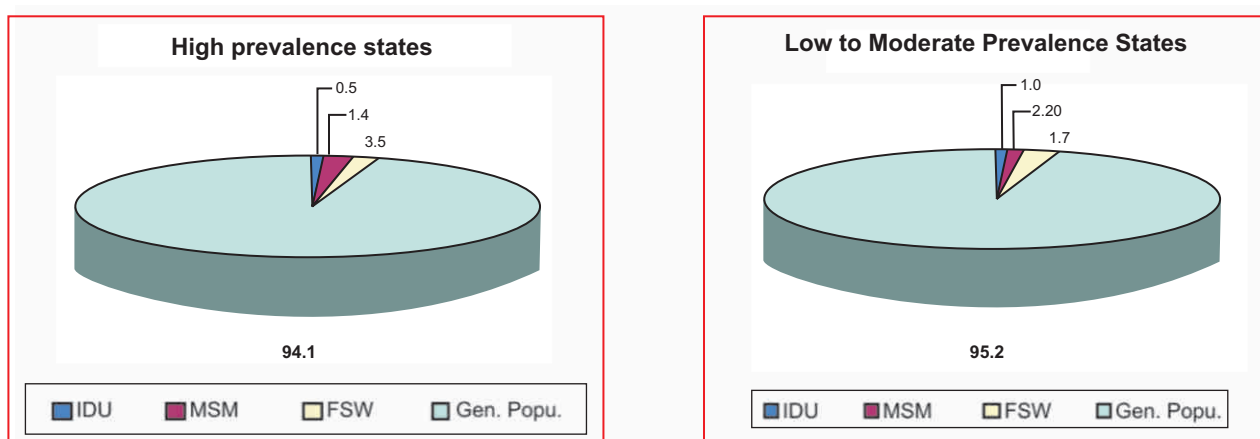 High prevalence states
0.5
1.4
3.5
94.1
IDU MSM FSW Gen. Popu.
Low to Moderate Prevalence States
1.0
2.20
1.7
95.2
IDU MSM FSW Gen. Popu.